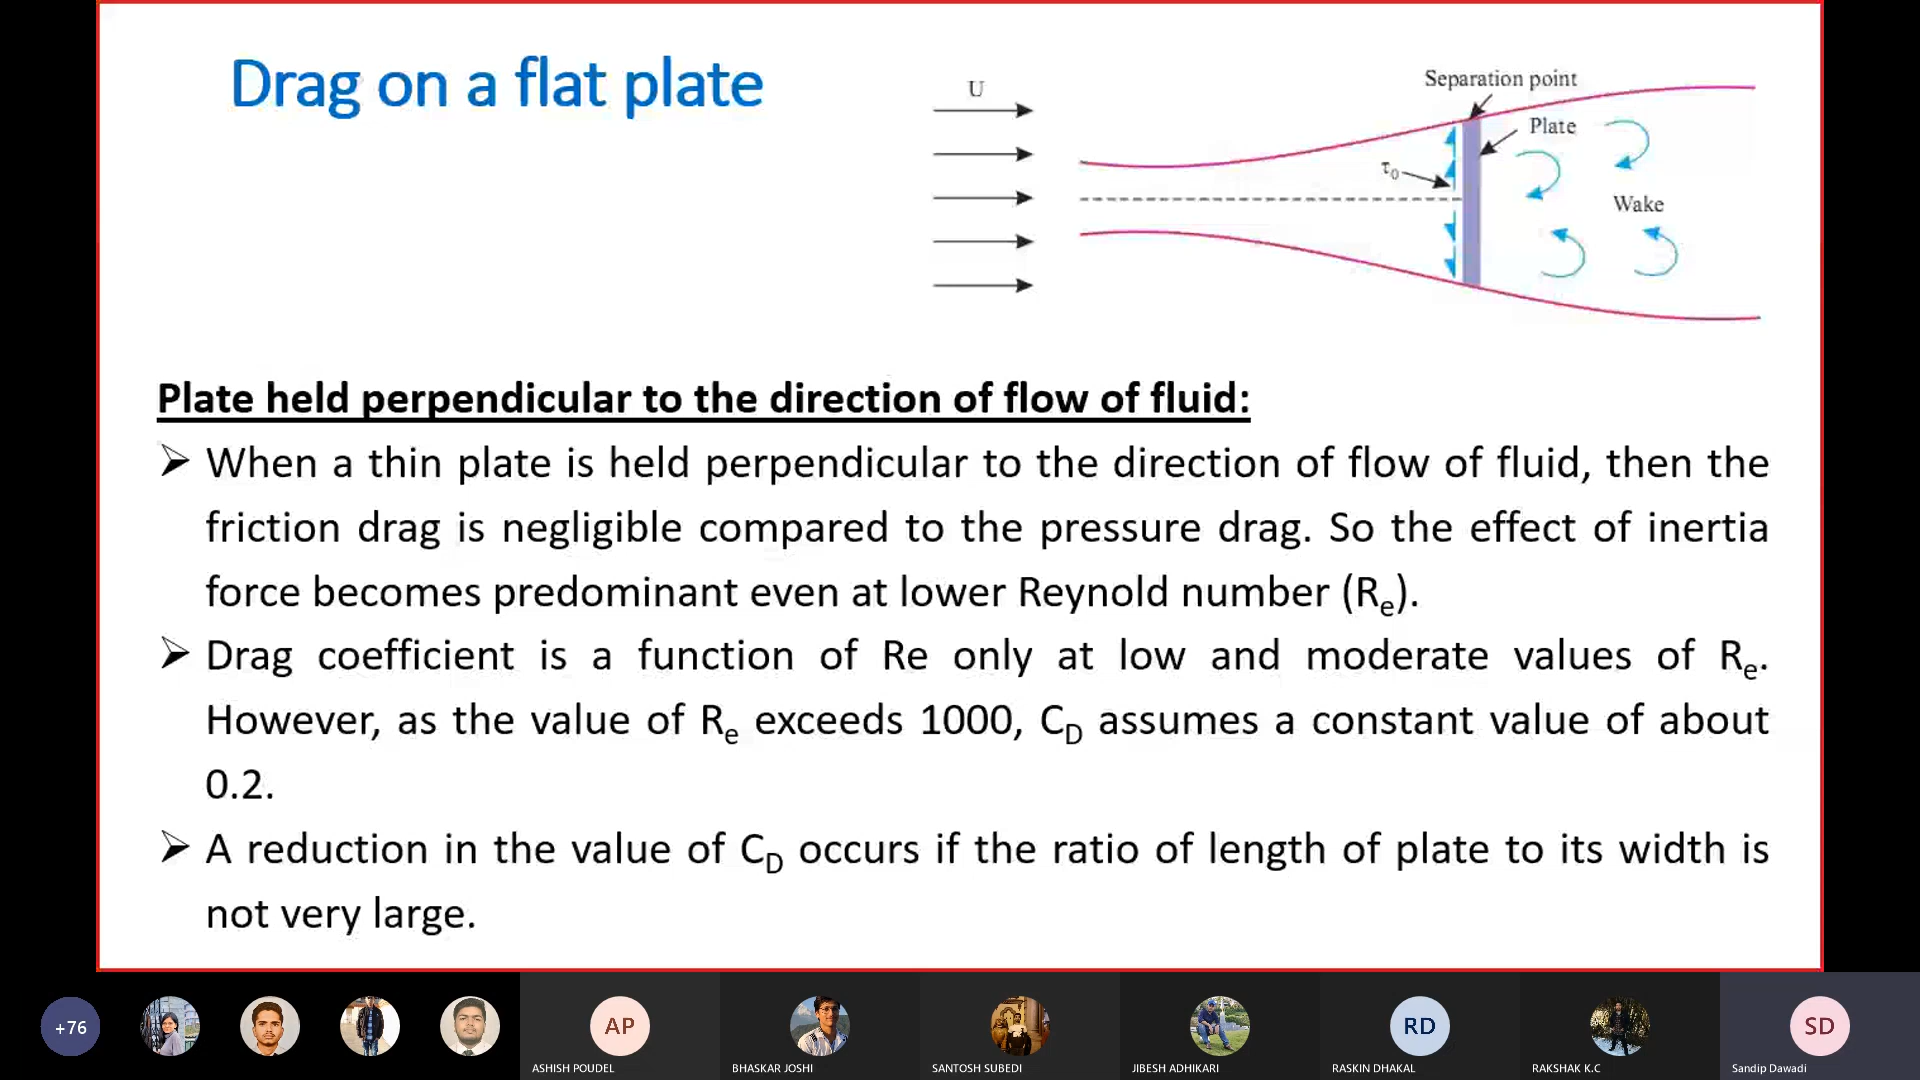 Drag on a flat plate
U
Separation point
Plate
τ₀
Wake
Plate held perpendicular to the direction of flow of fluid:
➢ When a thin plate is held perpendicular to the direction of flow of fluid, then the
friction drag is negligible compared to the pressure drag. So the effect of inertia
force becomes predominant even at lower Reynold number (Rₑ).
➢ Drag coefficient is a function of Re only at low and moderate values of Rₑ.
However, as the value of Rₑ exceeds 1000, C_D assumes a constant value of about
0.2.
➢ A reduction in the value of C_D occurs if the ratio of length of plate to its width is
not very large.
+76
AP
RD
SD
ASHISH POUDEL
BHASKAR JOSHI
SANTOSH SUBEDI
JIBESH ADHIKARI
RASKIN DHAKAL
RAKSHAK K.C
Sandip Dawadi